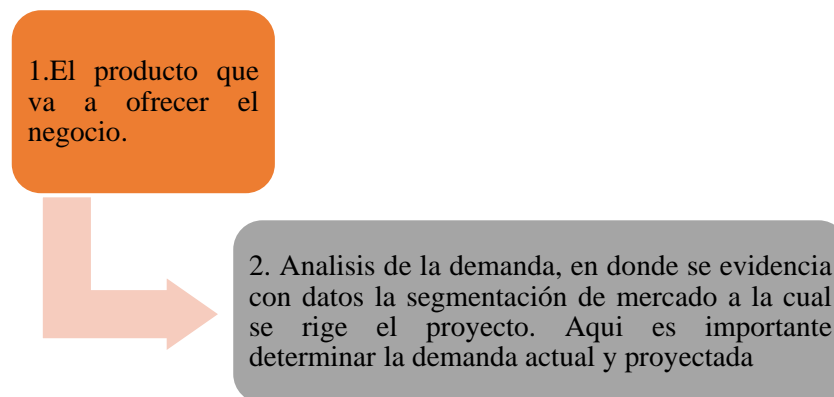 1.El producto que
va a ofrecer el
negocio.
2. Analisis de la demanda, en donde se evidencia
con datos la segmentación de mercado a la cual
se rige el proyecto. Aqui es importante
determinar la demanda actual y proyectada